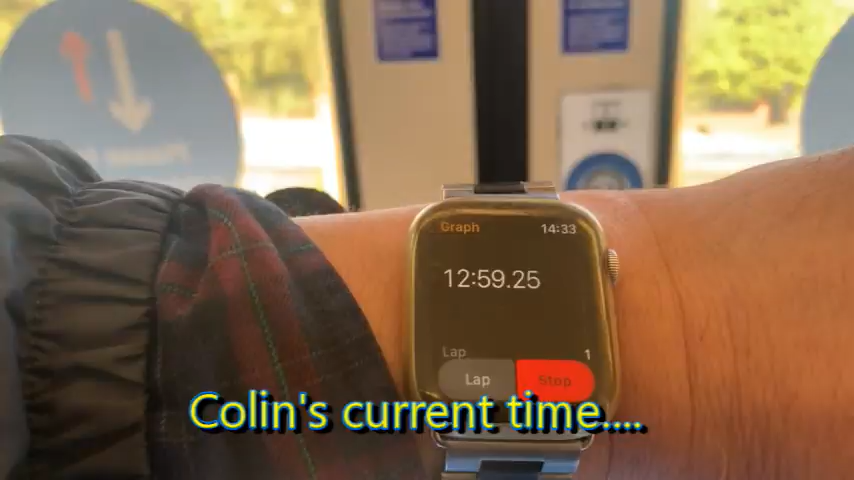 Graph 14:33
12:59.25
Lap 1
Lap Stop
Colin's current time....